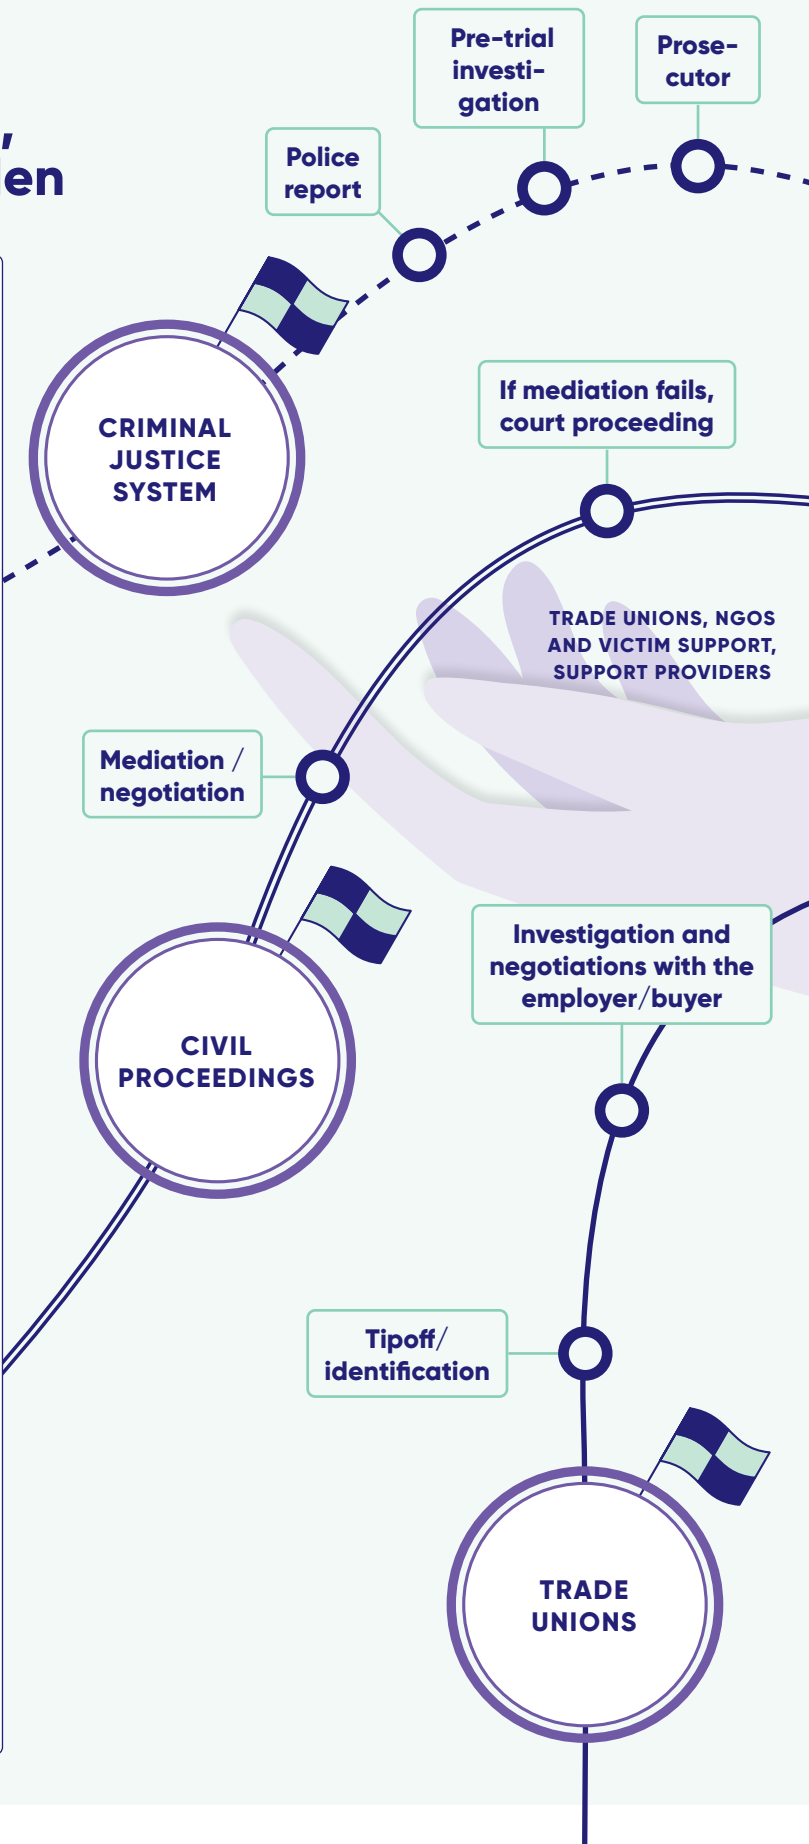 Pre-trial
investi-
gation
Prose-
cutor
Police
report
CRIMINAL
JUSTICE
SYSTEM
If mediation fails,
court proceeding
TRADE UNIONS, NGOS
AND VICTIM SUPPORT,
SUPPORT PROVIDERS
Mediation /
negotiation
Investigation and
negotiations with the
employer/buyer
CIVIL
PROCEEDINGS
Tipoff/
identification
TRADE
UNIONS